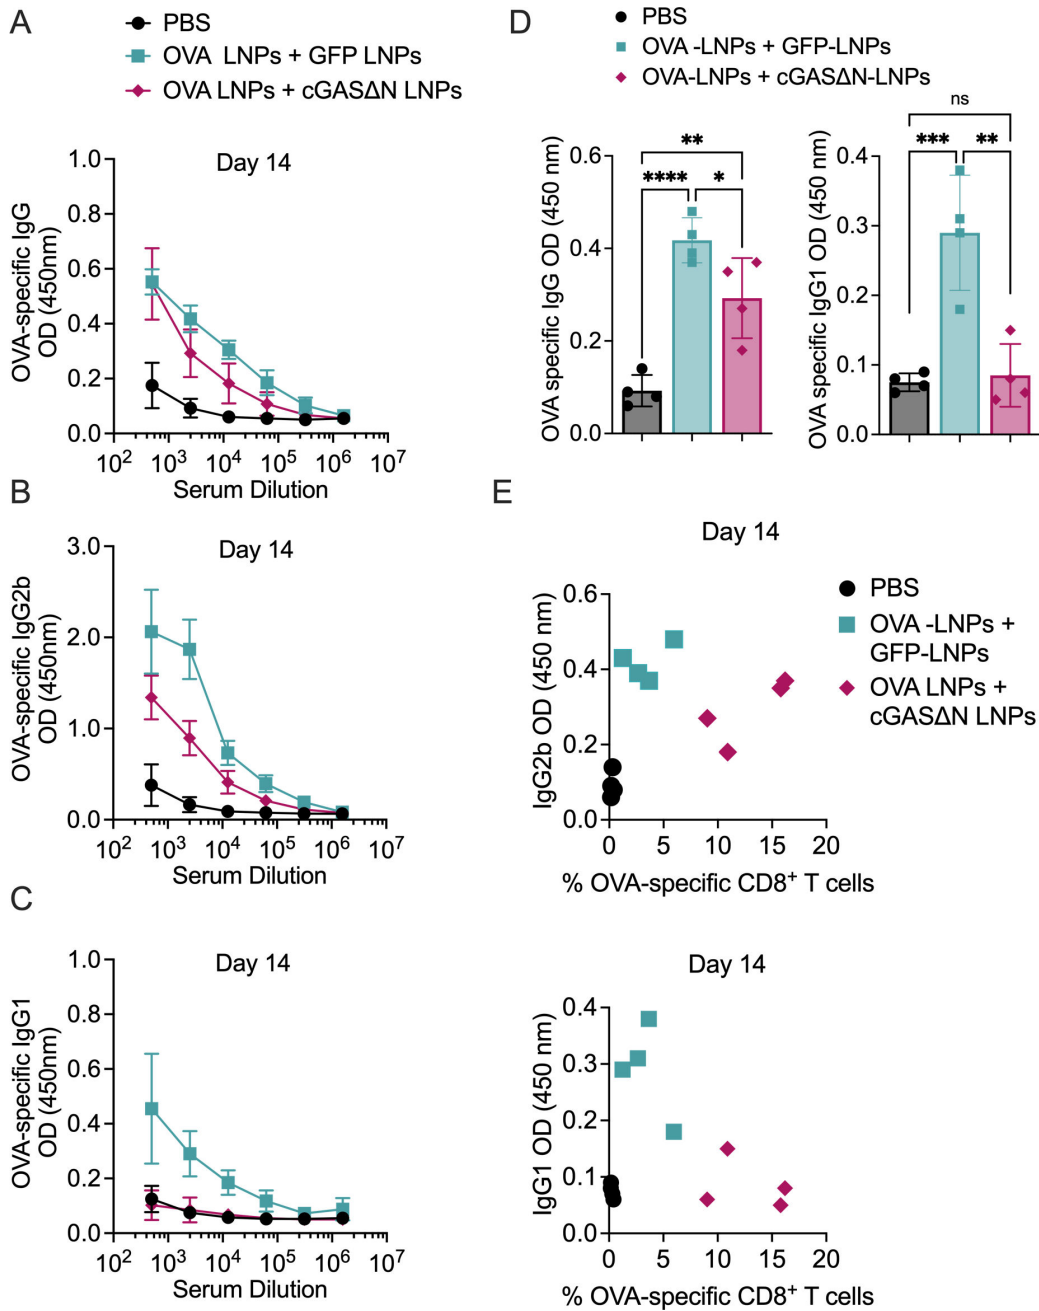 A
PBS
OVA LNPs + GFP LNPs
OVA LNPs + cGASΔN LNPs
Day 14
OVA-specific IgG
OD (450nm)
1.0
0.8
0.6
0.4
0.2
0.0
10² 10³ 10⁴ 10⁵ 10⁶ 10⁷
Serum Dilution
B
Day 14
OVA-specific IgG2b
OD (450nm)
3.0
2.0
1.0
0.0
10² 10³ 10⁴ 10⁵ 10⁶ 10⁷
Serum Dilution
C
Day 14
OVA-specific IgG1
OD (450nm)
1.0
0.8
0.6
0.4
0.2
0.0
10² 10³ 10⁴ 10⁵ 10⁶ 10⁷
Serum Dilution
D
PBS
OVA -LNPs + GFP-LNPs
OVA-LNPs + cGASΔN-LNPs
OVA specific IgG OD (450 nm)
0.6
0.4
0.2
0.0
**
**** *
OVA specific IgG1 OD (450 nm)
0.4
0.3
0.2
0.1
0.0
ns
*** **
E
Day 14
IgG2b OD (450 nm)
0.6
0.4
0.2
0.0
0 5 10 15 20
% OVA-specific CD8⁺ T cells
PBS
OVA -LNPs +
GFP-LNPs
OVA LNPs +
cGASΔN LNPs
Day 14
IgG1 OD (450 nm)
0.4
0.3
0.2
0.1
0.0
0 5 10 15 20
% OVA-specific CD8⁺ T cells